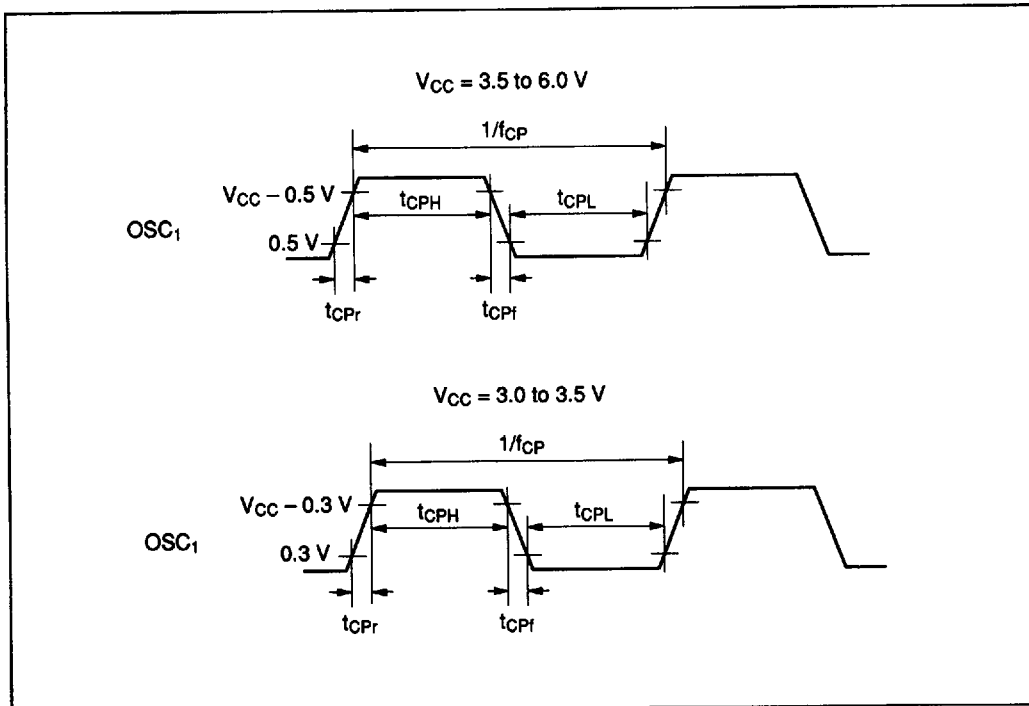 V_CC = 3.5 to 6.0 V
1/f_CP
V_CC – 0.5 V
t_CPH
t_CPL
OSC_1
0.5 V
t_CPr
t_CPf
V_CC = 3.0 to 3.5 V
1/f_CP
V_CC – 0.3 V
t_CPH
t_CPL
OSC_1
0.3 V
t_CPr
t_CPf